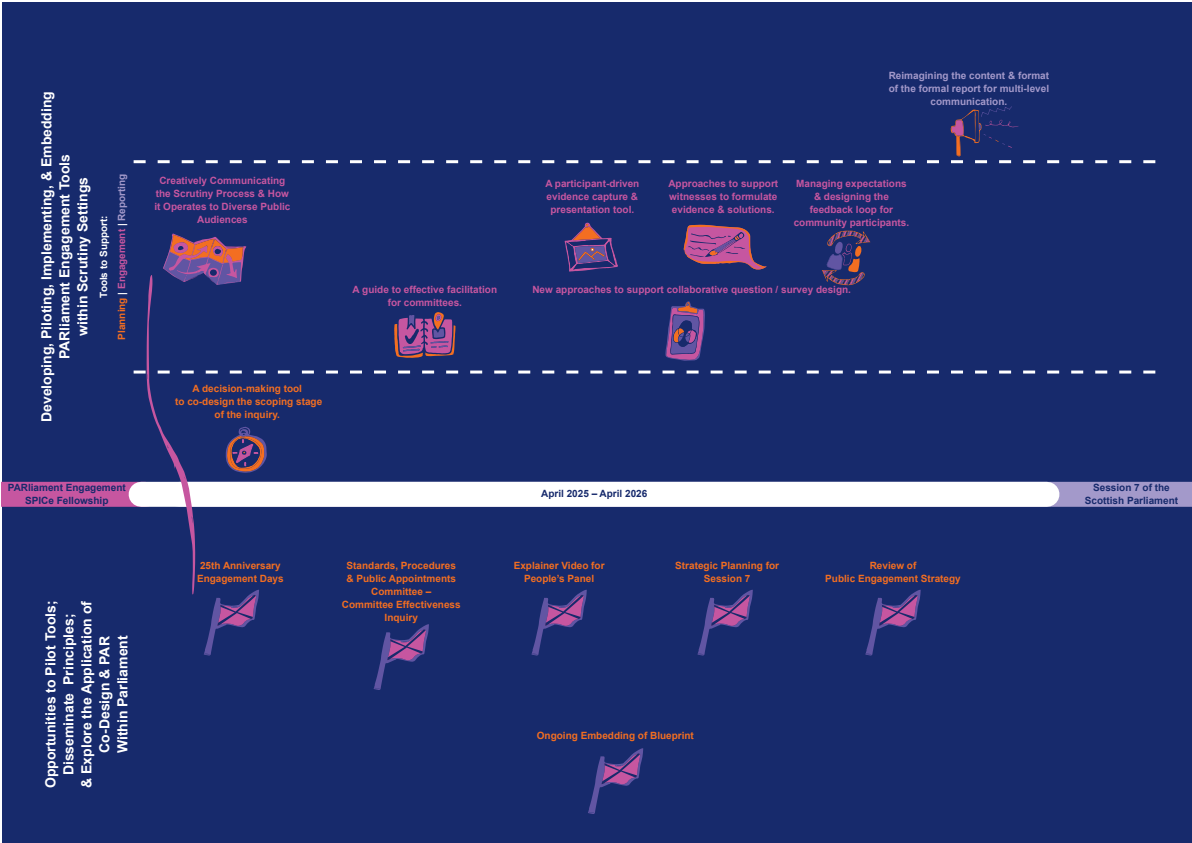 Developing, Piloting, Implementing, & Embedding
PARliament Engagement Tools
within Scrutiny Settings
Tools to Support:
Planning | Engagement | Reporting
Reimagining the content & format
of the formal report for multi-level
communication.
Creatively Communicating
the Scrutiny Process & How
it Operates to Diverse Public
Audiences
A participant-driven
evidence capture &
presentation tool.
Approaches to support
witnesses to formulate
evidence & solutions.
Managing expectations
& designing the
feedback loop for
community participants.
A guide to effective facilitation
for committees.
New approaches to support collaborative question / survey design.
A decision-making tool
to co-design the scoping stage
of the inquiry.
PARliament Engagement
SPICe Fellowship
April 2025 – April 2026
Session 7 of the
Scottish Parliament
Opportunities to Pilot Tools;
Disseminate Principles;
& Explore the Application of
Co-Design & PAR
Within Parliament
25th Anniversary
Engagement Days
Standards, Procedures
& Public Appointments
Committee –
Committee Effectiveness
Inquiry
Explainer Video for
People's Panel
Strategic Planning for
Session 7
Review of
Public Engagement Strategy
Ongoing Embedding of Blueprint